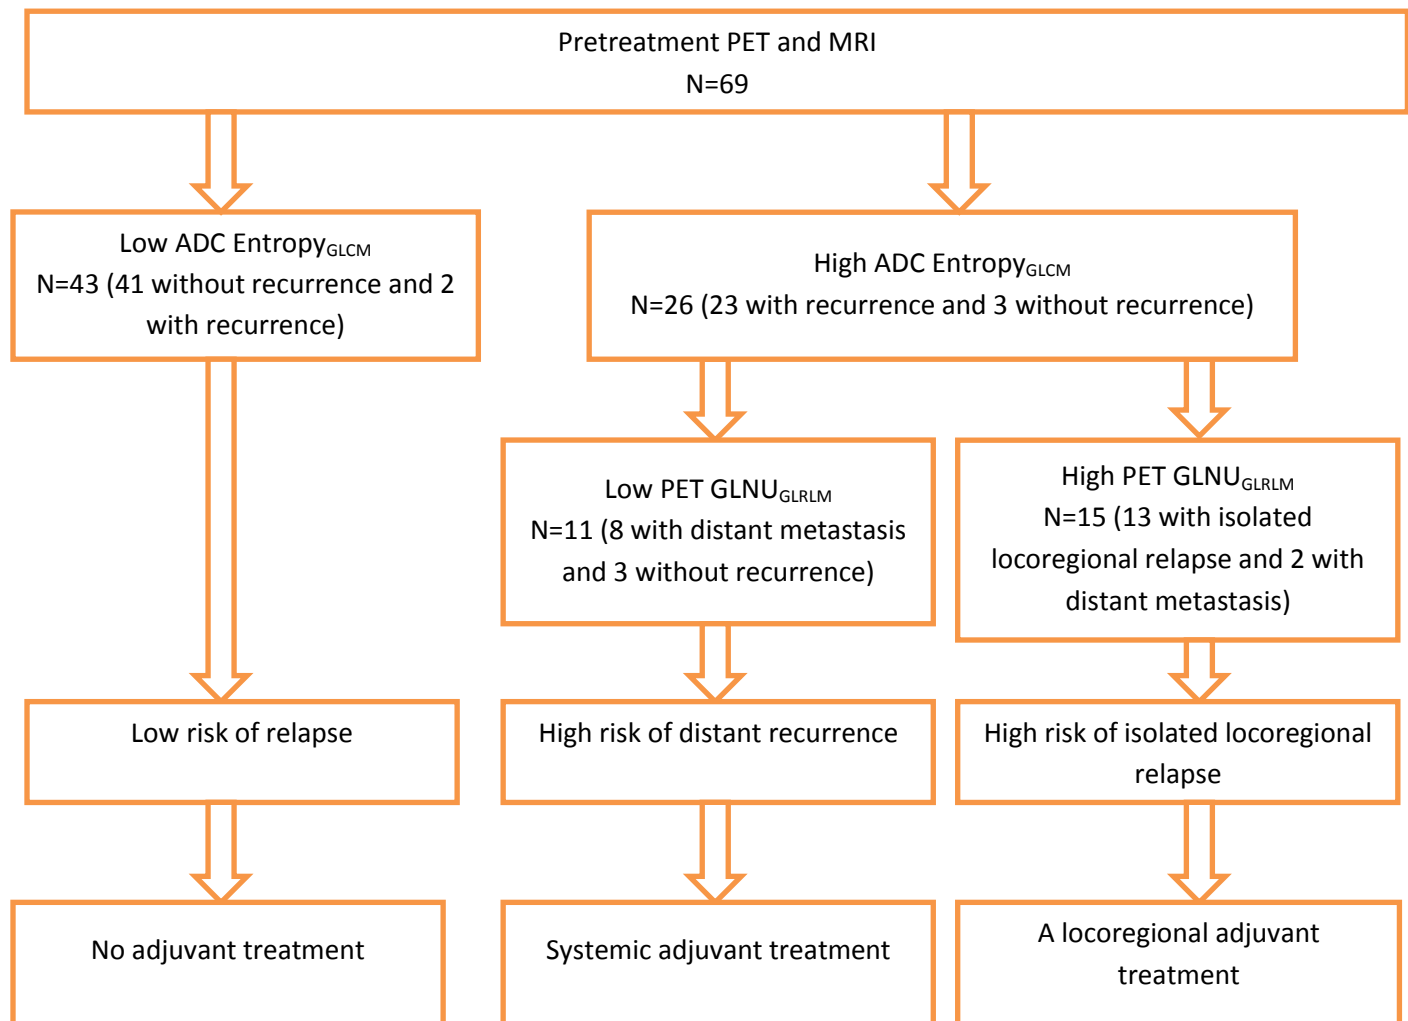 Pretreatment PET and MRI
N=69
Low ADC EntropyGLCM
N=43 (41 without recurrence and 2
with recurrence)
High ADC EntropyGLCM
N=26 (23 with recurrence and 3 without recurrence)
Low PET GLNUGLRLM
N=11 (8 with distant metastasis
and 3 without recurrence)
High PET GLNUGLRLM
N=15 (13 with isolated
locoregional relapse and 2 with
distant metastasis)
Low risk of relapse
High risk of distant recurrence
High risk of isolated locoregional
relapse
No adjuvant treatment
Systemic adjuvant treatment
A locoregional adjuvant
treatment